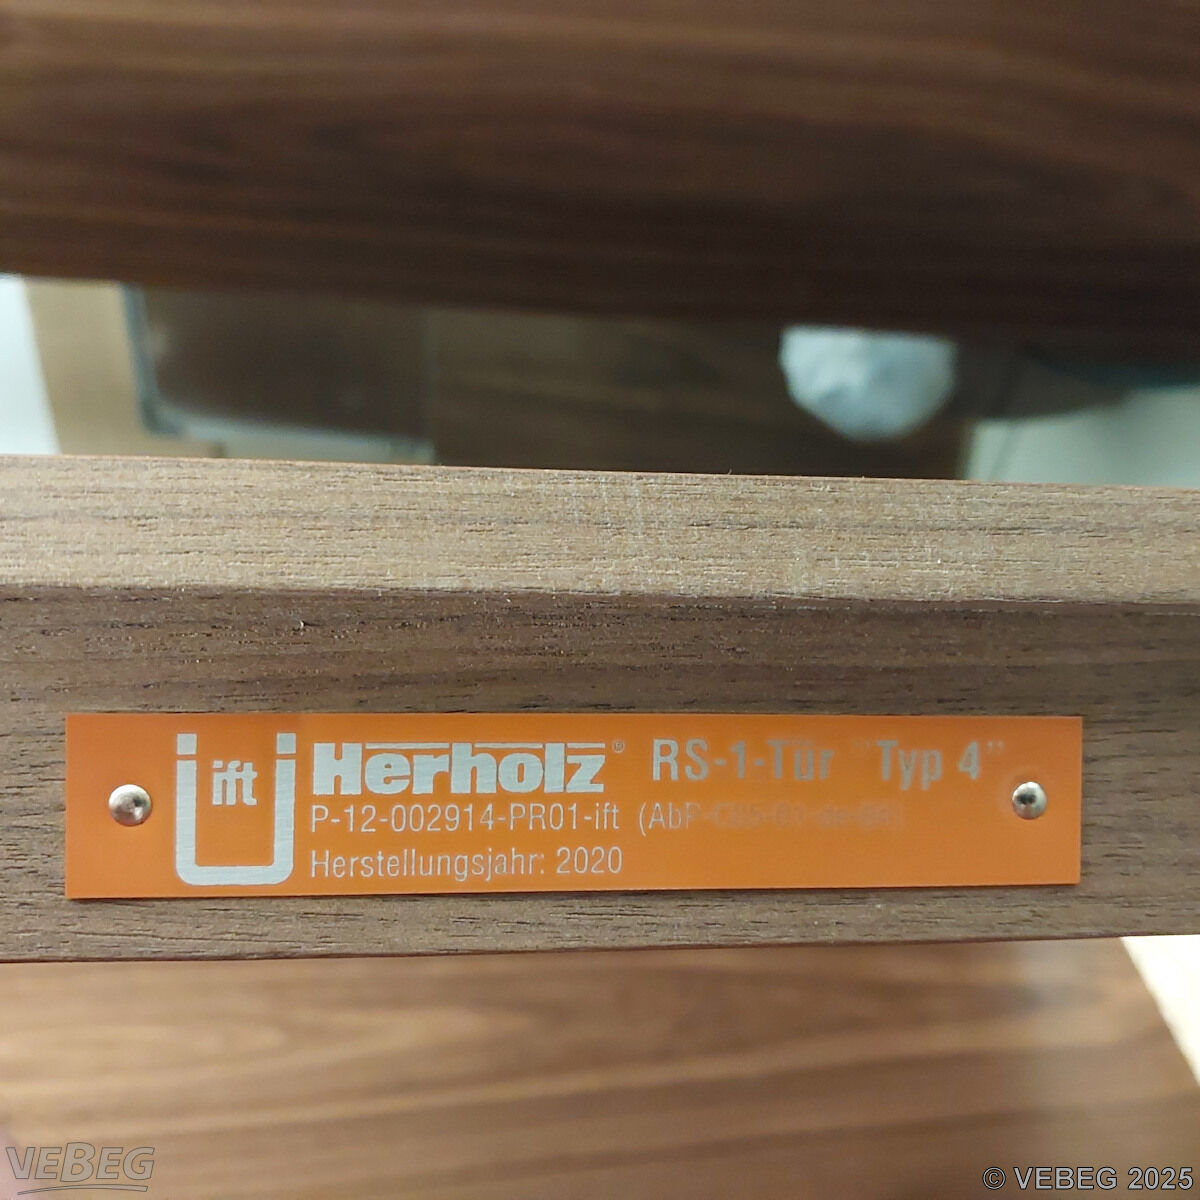 ift Herholz® RS-1-Tür "Typ 4"
P-12-002914-PR01-ift
Herstellungsjahr: 2020
VEBEG
© VEBEG 2025